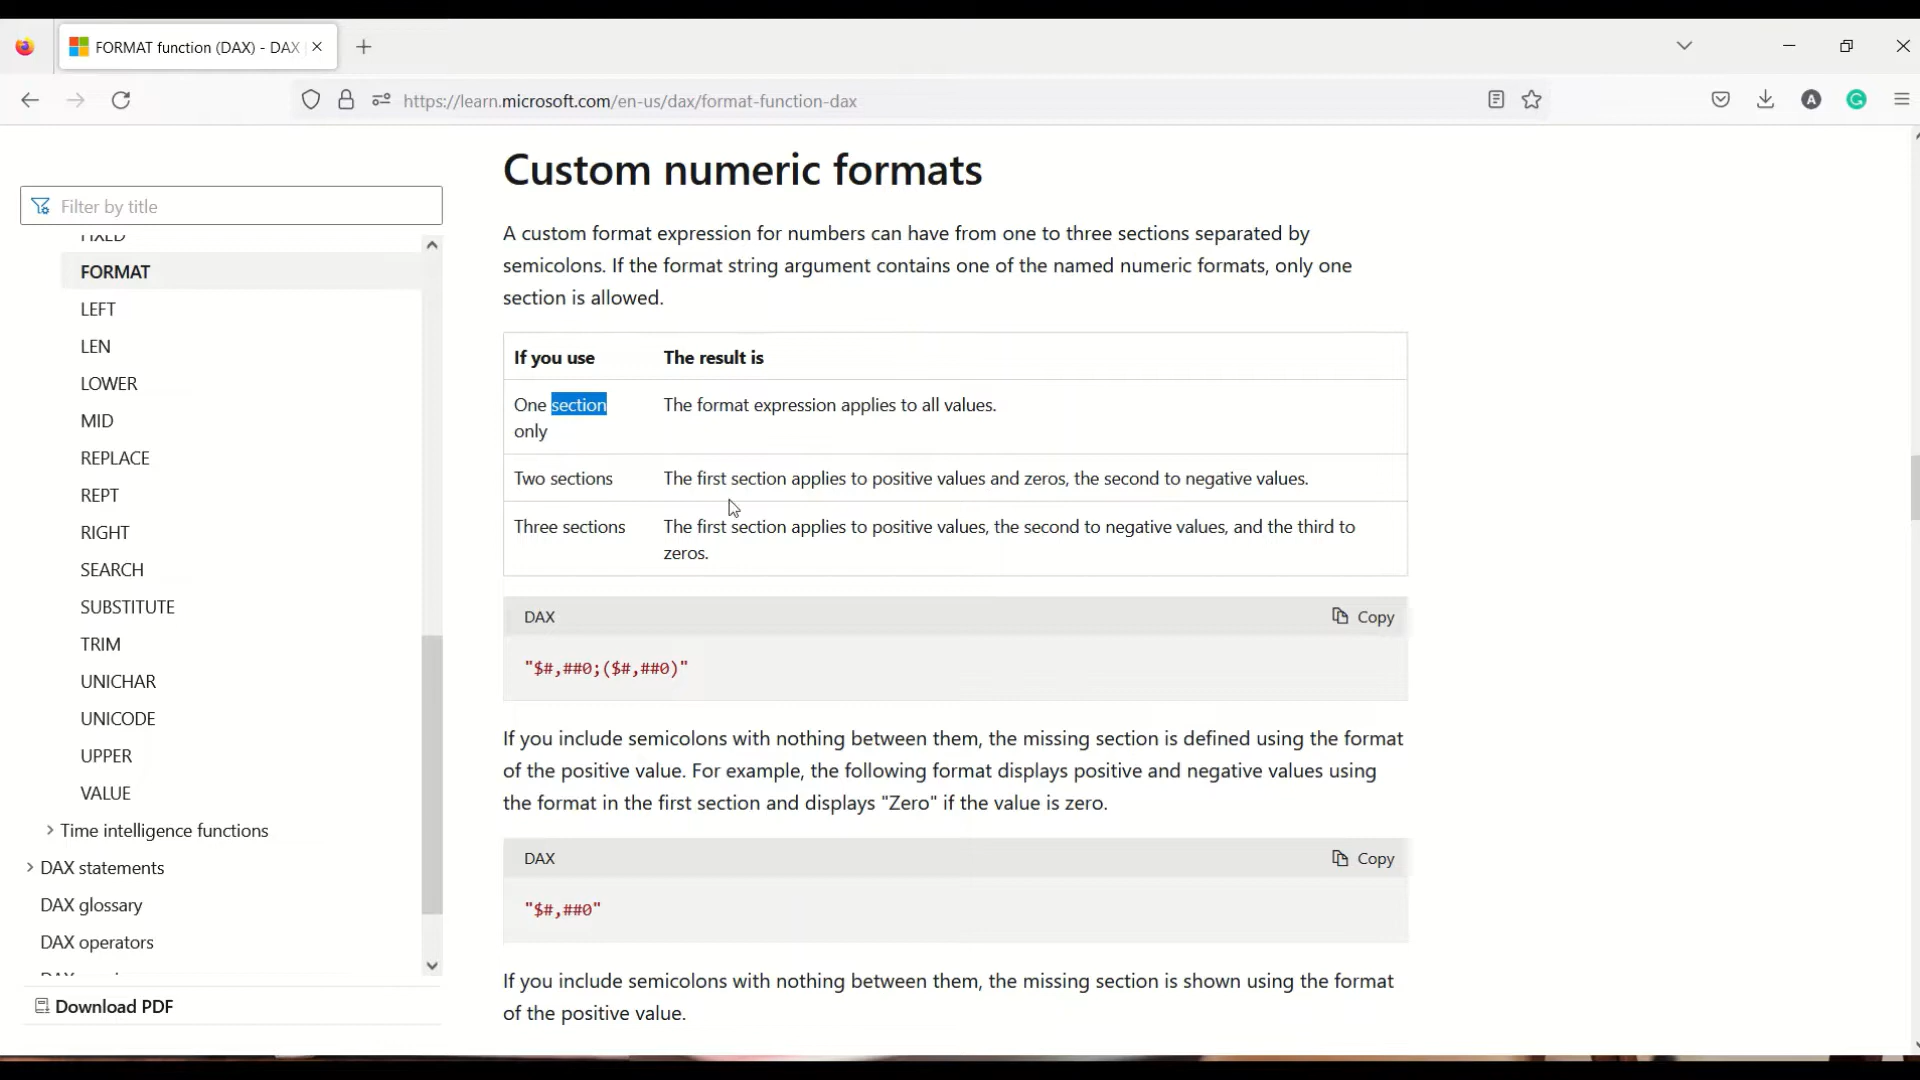 FORMAT function (DAX) - DAX
https://learn.microsoft.com/en-us/dax/format-function-dax
A
G
Filter by title
FIXED
FORMAT
LEFT
LEN
LOWER
MID
REPLACE
REPT
RIGHT
SEARCH
SUBSTITUTE
TRIM
UNICHAR
UNICODE
UPPER
VALUE
Time intelligence functions
DAX statements
DAX glossary
DAX operators
Download PDF
Custom numeric formats
A custom format expression for numbers can have from one to three sections separated by
semicolons. If the format string argument contains one of the named numeric formats, only one
section is allowed.
If you use The result is
One section The format expression applies to all values.
only
Two sections The first section applies to positive values and zeros, the second to negative values.
Three sections The first section applies to positive values, the second to negative values, and the third to
zeros.
DAX Copy
"$#,##0;($#,##0)"
If you include semicolons with nothing between them, the missing section is defined using the format
of the positive value. For example, the following format displays positive and negative values using
the format in the first section and displays "Zero" if the value is zero.
DAX Copy
"$#,##0"
If you include semicolons with nothing between them, the missing section is shown using the format
of the positive value.